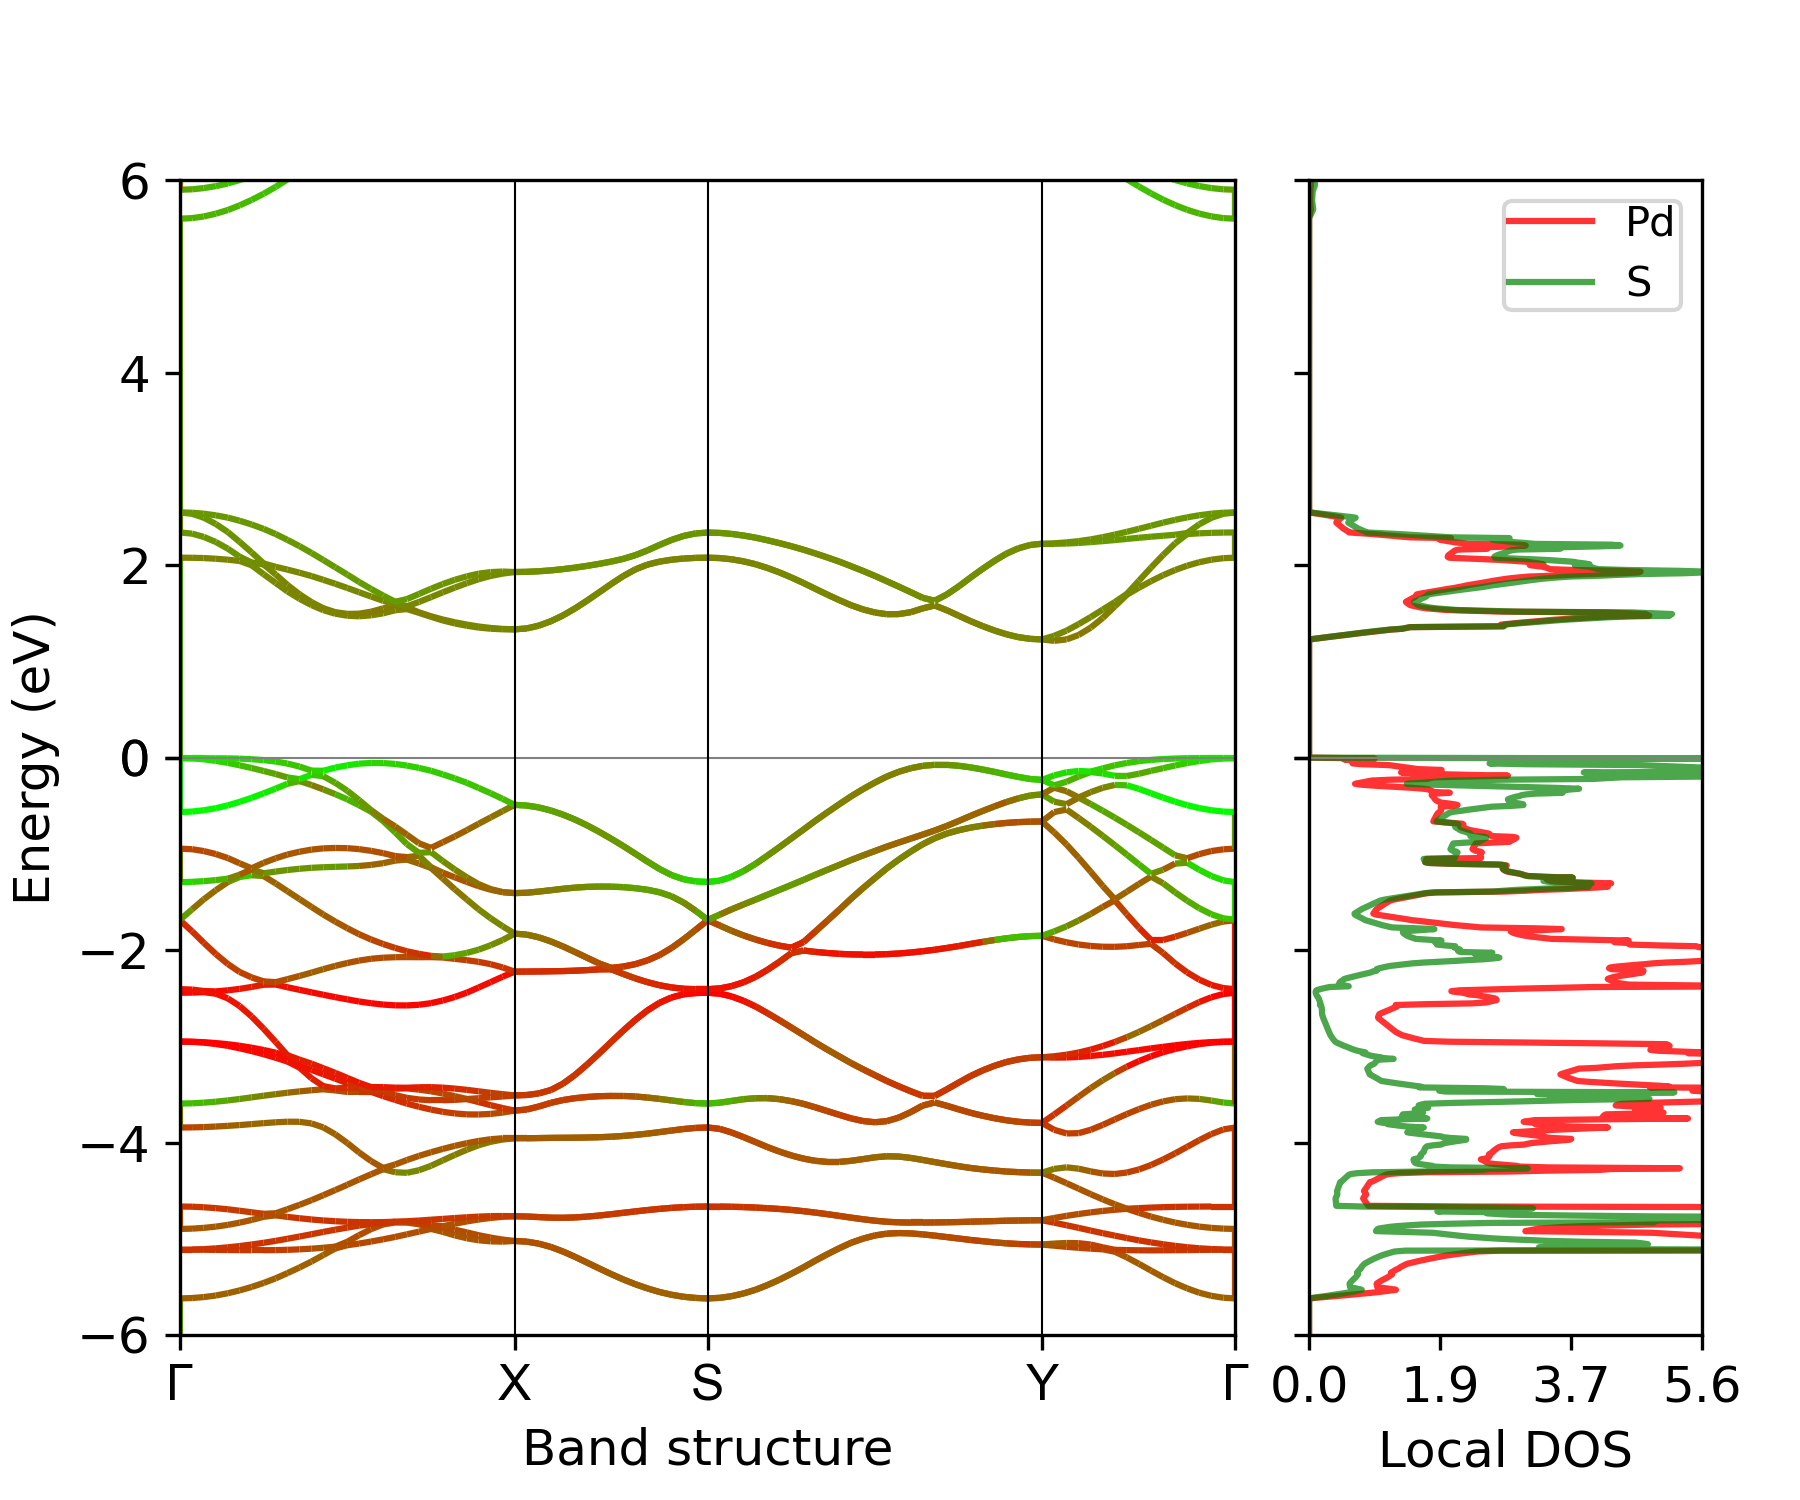 Energy (eV)
6
4
2
0
−2
−4
−6
Γ X S Y Γ
Band structure
Pd
S
0.0 1.9 3.7 5.6
Local DOS